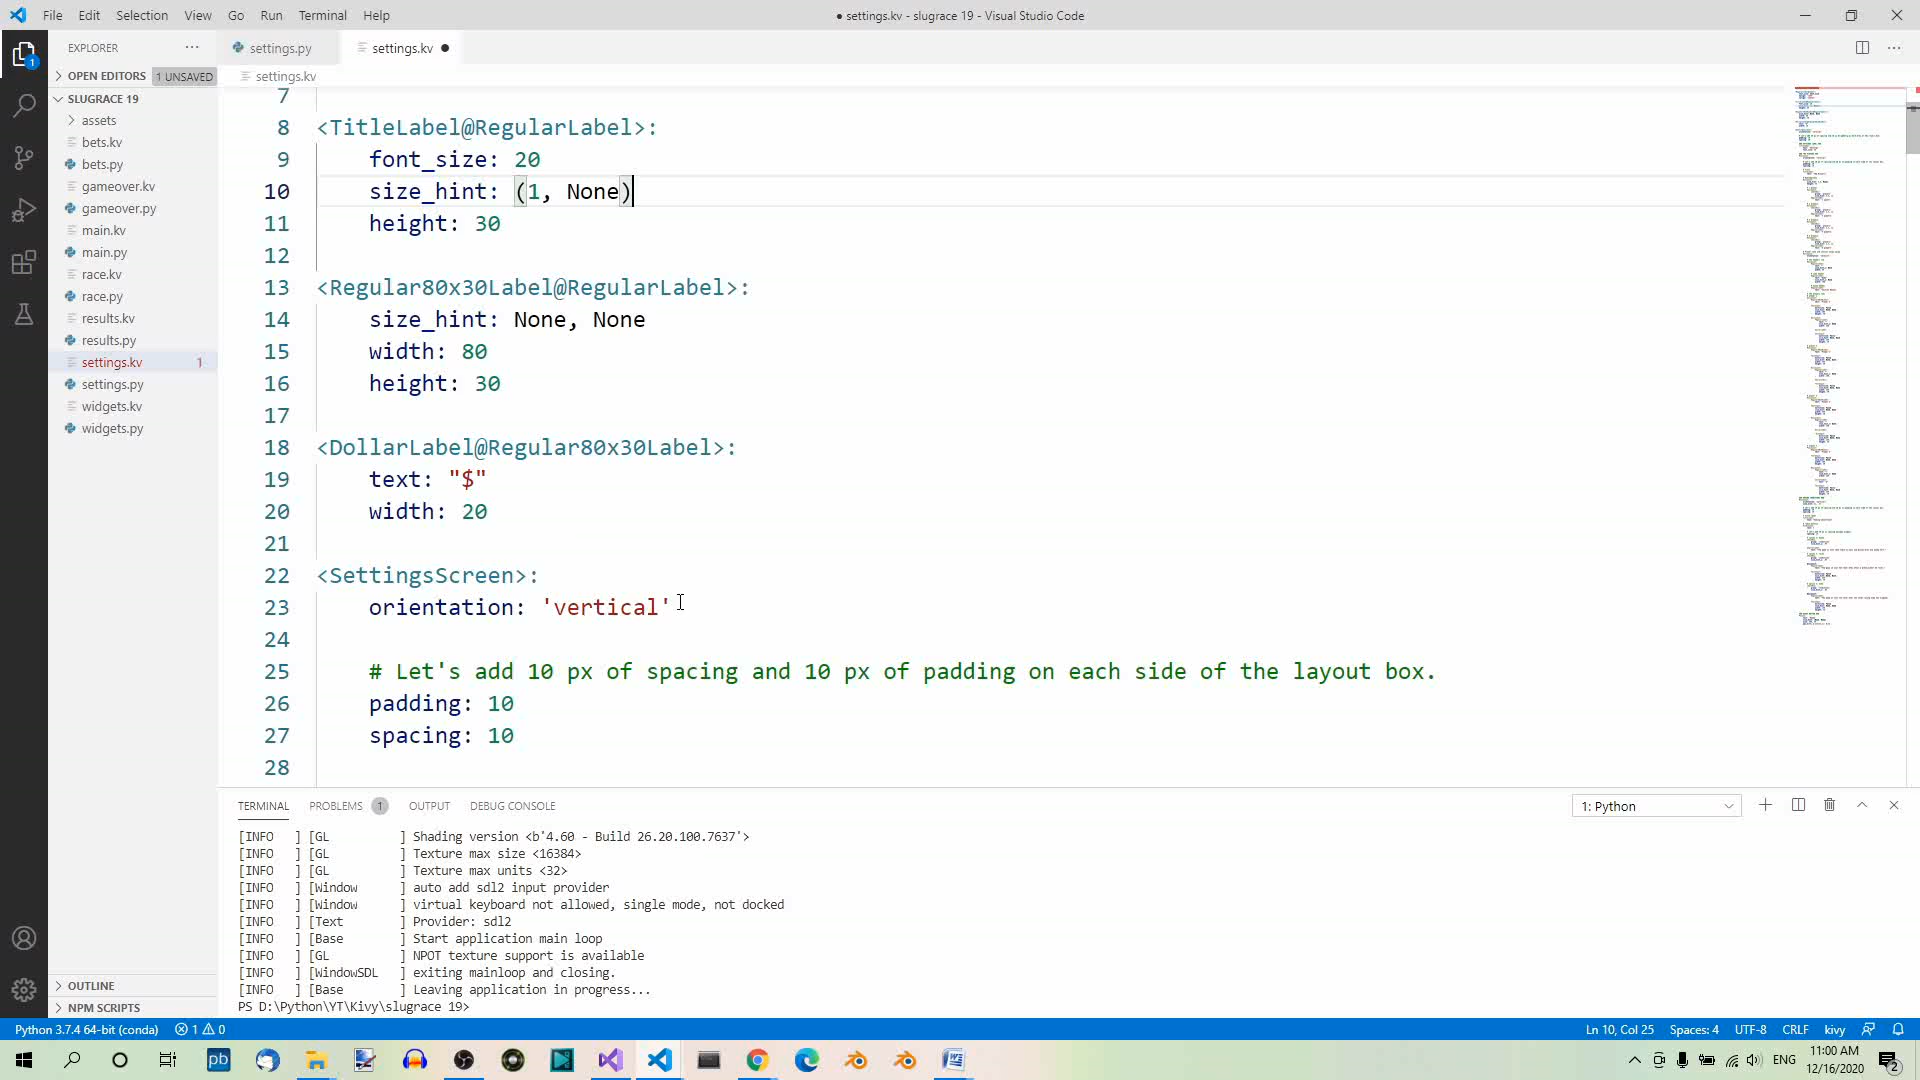 File Edit Selection View Go Run Terminal Help
● settings.kv - slugrace 19 - Visual Studio Code
EXPLORER
settings.py
settings.kv
OPEN EDITORS 1 UNSAVED
settings.kv
SLUGRACE 19
assets
bets.kv
bets.py
gameover.kv
gameover.py
main.kv
main.py
race.kv
race.py
results.kv
results.py
settings.kv 1
settings.py
widgets.kv
widgets.py
OUTLINE
NPM SCRIPTS
7
8 <TitleLabel@RegularLabel>:
9 font_size: 20
10 size_hint: (1, None)
11 height: 30
12
13 <Regular80x30Label@RegularLabel>:
14 size_hint: None, None
15 width: 80
16 height: 30
17
18 <DollarLabel@Regular80x30Label>:
19 text: "$"
20 width: 20
21
22 <SettingsScreen>:
23 orientation: 'vertical'
24
25 # Let's add 10 px of spacing and 10 px of padding on each side of the layout box.
26 padding: 10
27 spacing: 10
28
TERMINAL PROBLEMS 1 OUTPUT DEBUG CONSOLE
1: Python
[INFO ] [GL ] Shading version <b'4.60 - Build 26.20.100.7637'>
[INFO ] [GL ] Texture max size <16384>
[INFO ] [GL ] Texture max units <32>
[INFO ] [Window ] auto add sdl2 input provider
[INFO ] [Window ] virtual keyboard not allowed, single mode, not docked
[INFO ] [Text ] Provider: sdl2
[INFO ] [Base ] Start application main loop
[INFO ] [GL ] NPOT texture support is available
[INFO ] [WindowSDL ] exiting mainloop and closing.
[INFO ] [Base ] Leaving application in progress...
PS D:\Python\YT\Kivy\slugrace 19>
Python 3.7.4 64-bit (conda) 1 0
Ln 10, Col 25 Spaces: 4 UTF-8 CRLF kivy
pb
ENG
11:00 AM
12/16/2020
2